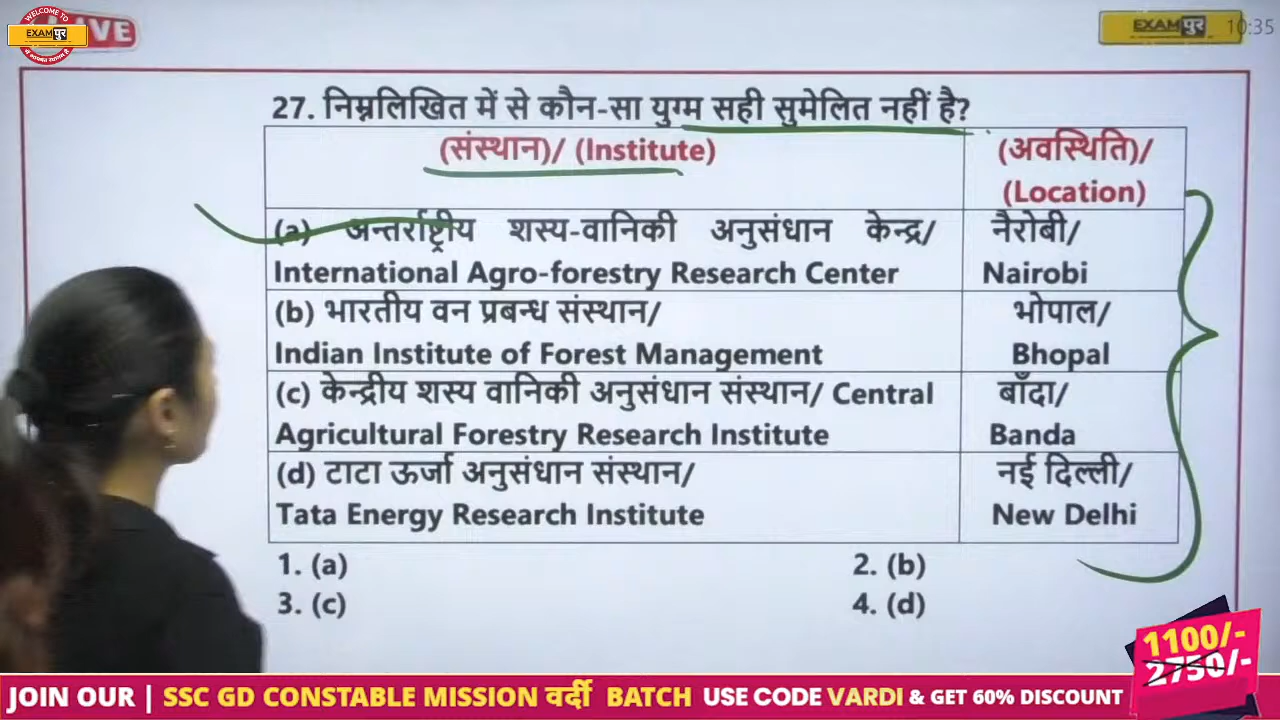 WELCOME TO
LIVE
EXAMपुर
EXAMपुर
10:35
27. निम्नलिखित में से कौन-सा युग्म सही सुमेलित नहीं है?
(संस्थान)/ (Institute)
(अवस्थिति)/
(Location)
(a) अन्तर्राष्ट्रीय शस्य-वानिकी अनुसंधान केन्द्र/
International Agro-forestry Research Center
नैरोबी/
Nairobi
(b) भारतीय वन प्रबन्ध संस्थान/
Indian Institute of Forest Management
भोपाल/
Bhopal
(c) केन्द्रीय शस्य वानिकी अनुसंधान संस्थान/ Central
Agricultural Forestry Research Institute
बाँदा/
Banda
(d) टाटा ऊर्जा अनुसंधान संस्थान/
Tata Energy Research Institute
नई दिल्ली/
New Delhi
1. (a)
2. (b)
3. (c)
4. (d)
1100/-
2750/-
JOIN OUR | SSC GD CONSTABLE MISSION वर्दी BATCH USE CODE VARDI & GET 60% DISCOUNT